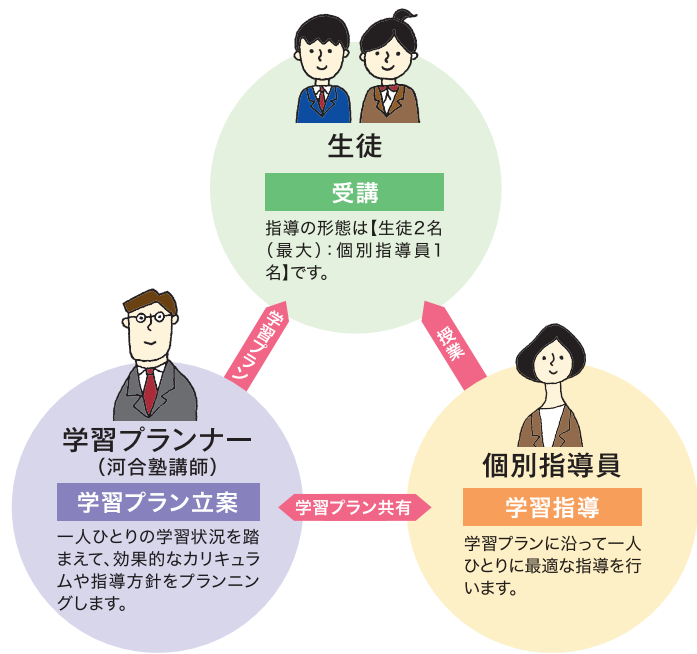 生徒
受講
指導の形態は【生徒2名
（最大）：個別指導員1
名】です。
学習プラン
授業
学習プランナー
（河合塾講師）
学習プラン立案
一人ひとりの学習状況を踏
まえて、効果的なカリキュラ
ムや指導方針をプランニン
グします。
学習プラン共有
個別指導員
学習指導
学習プランに沿って一人
ひとりに最適な指導を行
います。